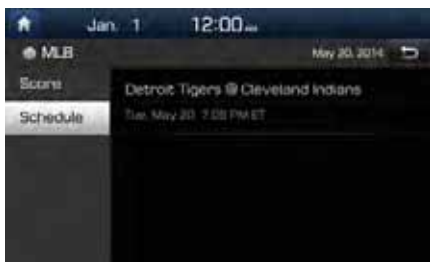 Jan. 1 12:00 AM
MLB May 20, 2014
Score
Detroit Tigers @ Cleveland Indians
Schedule
Tue, May 20 7:05 PM ET